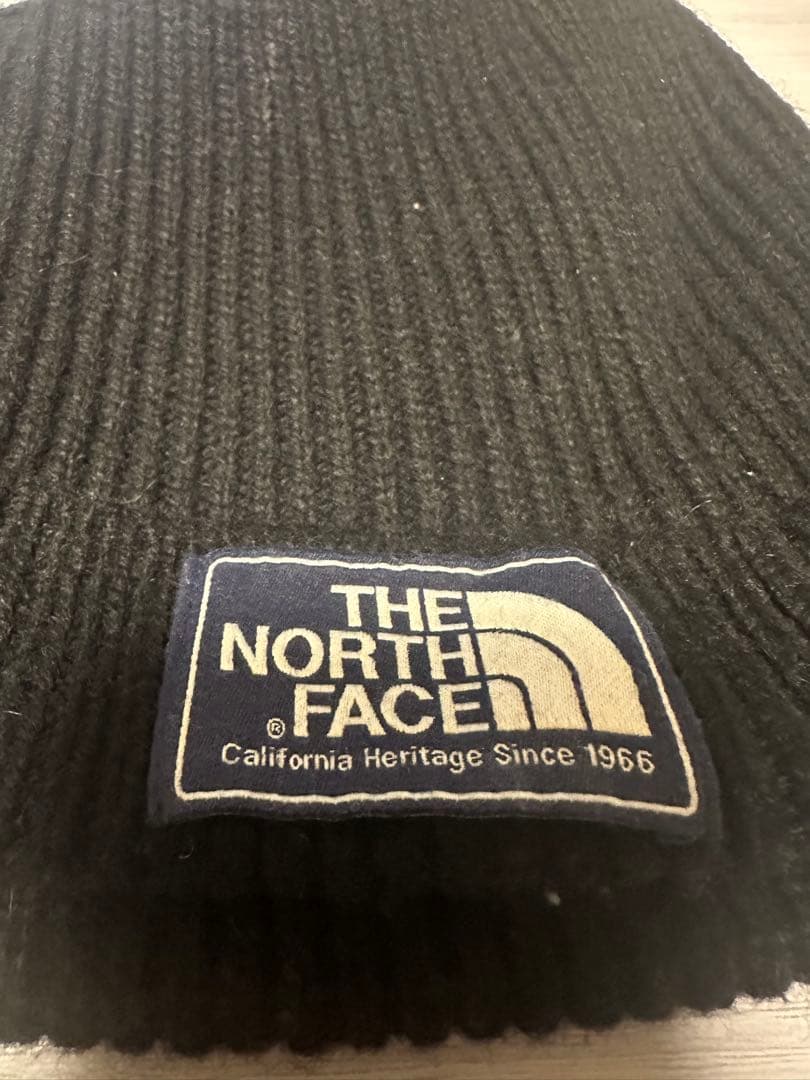 THE
NORTH
® FACE
California Heritage Since 1966